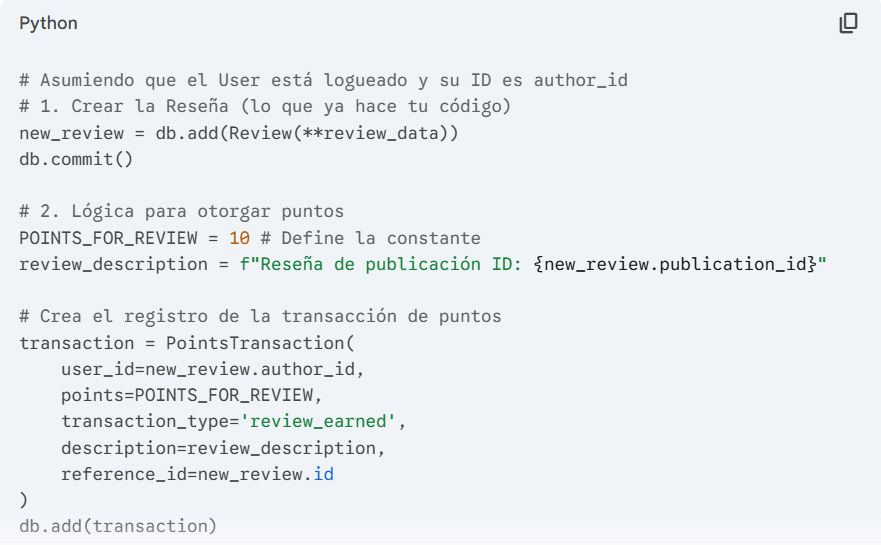 Python
# Asumiendo que el User está logueado y su ID es author_id
# 1. Crear la Reseña (lo que ya hace tu código)
new_review = db.add(Review(**review_data))
db.commit()
# 2. Lógica para otorgar puntos
POINTS_FOR_REVIEW = 10 # Define la constante
review_description = f"Reseña de publicación ID: {new_review.publication_id}"
# Crea el registro de la transacción de puntos
transaction = PointsTransaction(
    user_id=new_review.author_id,
    points=POINTS_FOR_REVIEW,
    transaction_type='review_earned',
    description=review_description,
    reference_id=new_review.id
)
db.add(transaction)